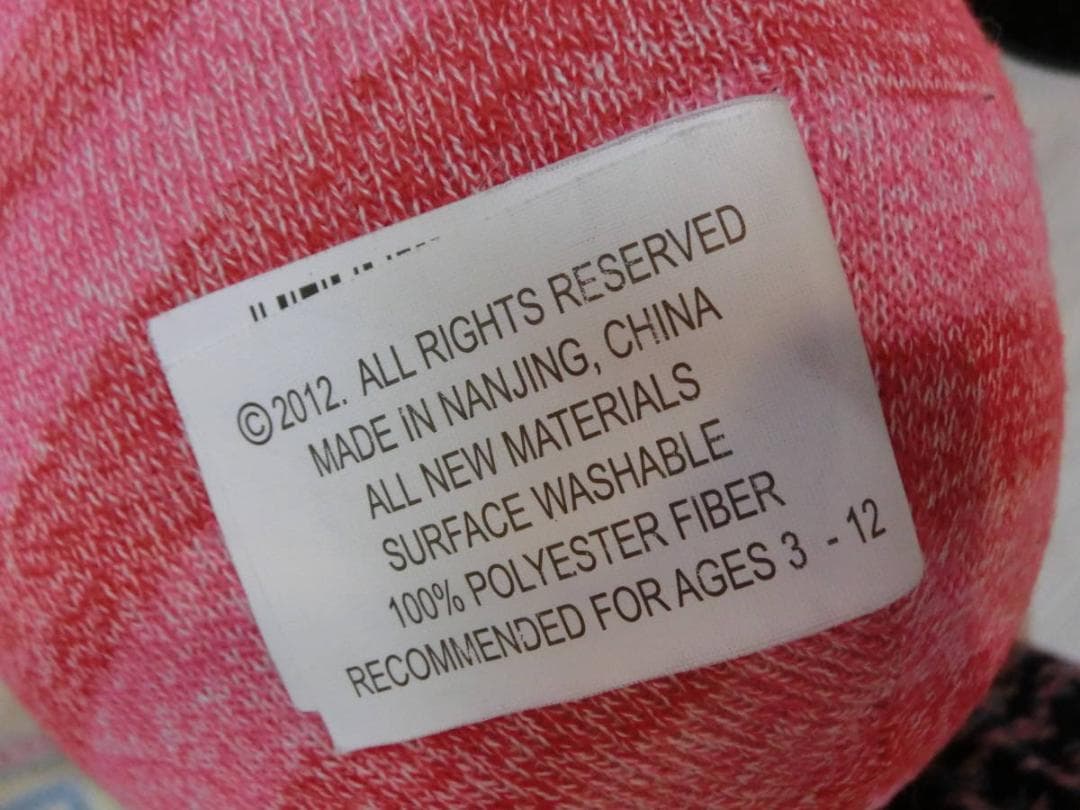 ©2012. ALL RIGHTS RESERVED
MADE IN NANJING, CHINA
ALL NEW MATERIALS
SURFACE WASHABLE
100% POLYESTER FIBER
RECOMMENDED FOR AGES 3 - 12